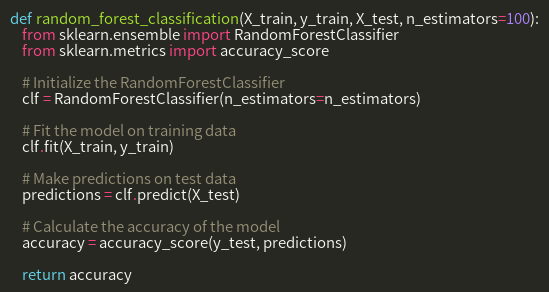 def random_forest_classification(X_train, y_train, X_test, n_estimators=100):
from sklearn.ensemble import RandomForestClassifier
from sklearn.metrics import accuracy_score
# Initialize the RandomForestClassifier
clf = RandomForestClassifier(n_estimators=n_estimators)
# Fit the model on training data
clf.fit(X_train, y_train)
# Make predictions on test data
predictions = clf.predict(X_test)
# Calculate the accuracy of the model
accuracy = accuracy_score(y_test, predictions)
return accuracy